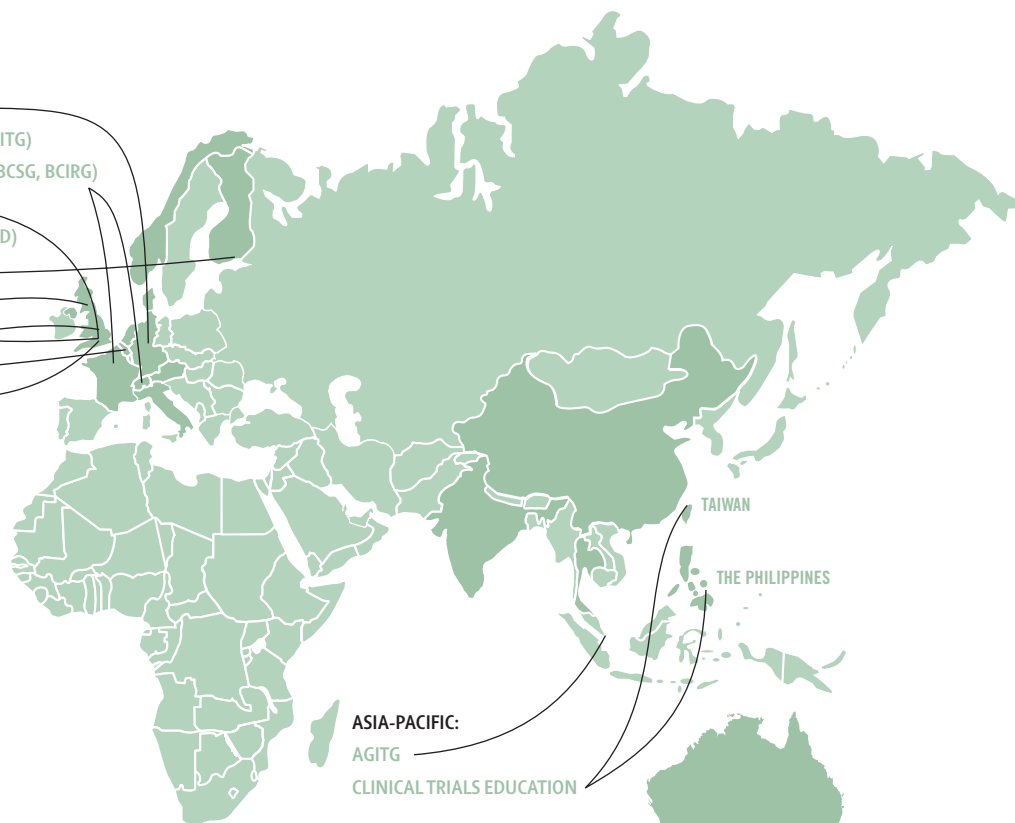 ITG)
BCSG, BCIRG)
D)
TAIWAN
THE PHILIPPINES
ASIA-PACIFIC:
AGITG
CLINICAL TRIALS EDUCATION